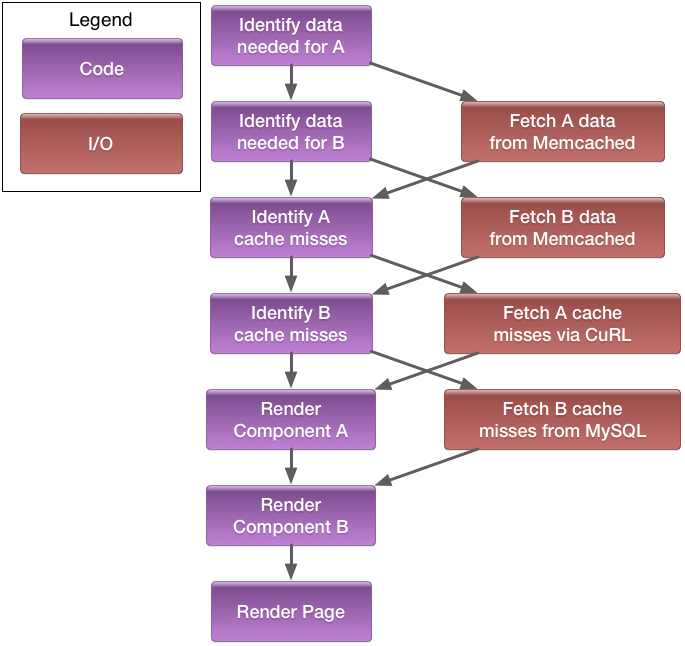 Legend
Code
I/O
Identify data
needed for A
Identify data
needed for B
Fetch A data
from Memcached
Identify A
cache misses
Fetch B data
from Memcached
Identify B
cache misses
Fetch A cache
misses via CuRL
Render
Component A
Fetch B cache
misses from MySQL
Render
Component B
Render Page